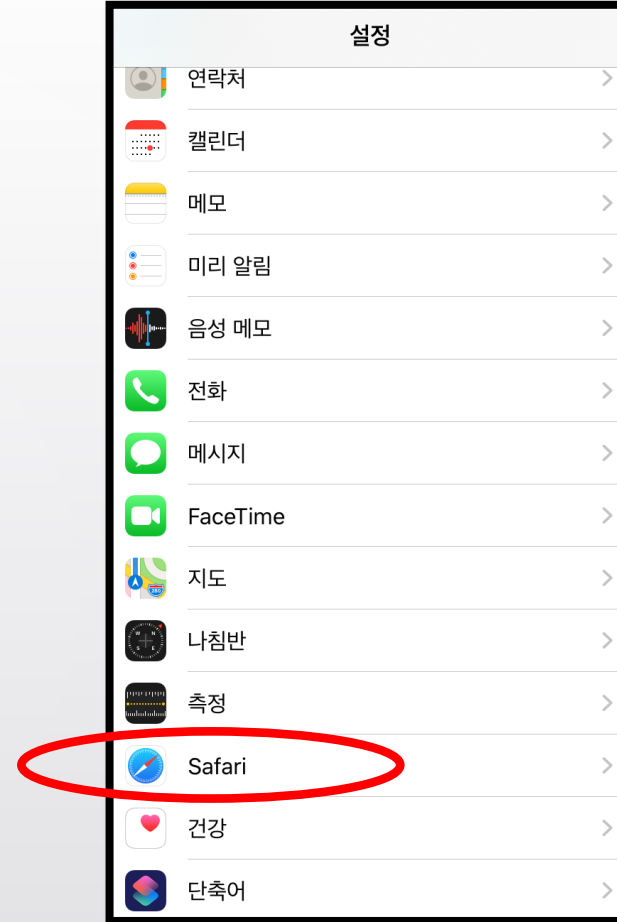 설정
연락처
캘린더
메모
미리 알림
음성 메모
전화
메시지
FaceTime
지도
280
나침반
W N
S E
측정
Safari
건강
단축어